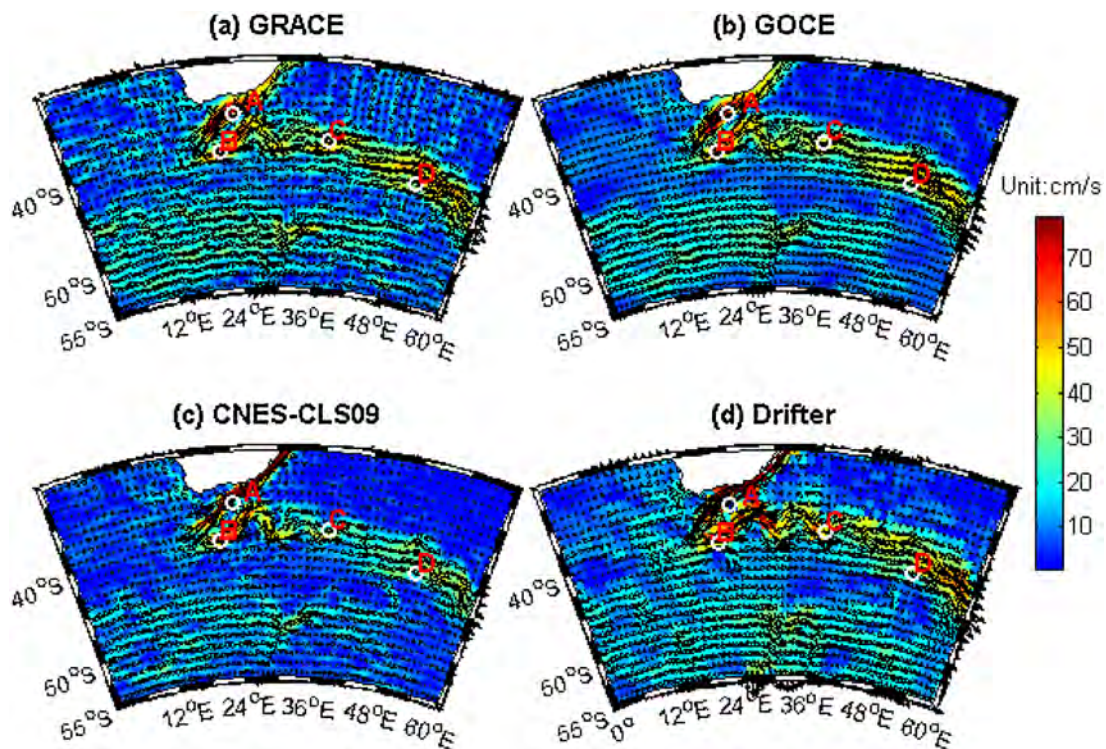 (a) GRACE
(b) GOCE
A
B
C
D
A
B
C
D
40°S
50°S
55°S
12°E 24°E 36°E 48°E 60°E
40°S
50°S
55°S
12°E 24°E 36°E 48°E 60°E
Unit:cm/s
70
60
50
40
30
20
10
(c) CNES-CLS09
(d) Drifter
A
B
C
D
A
B
C
D
40°S
50°S
55°S
12°E 24°E 36°E 48°E 60°E
40°S
50°S
55°S
0° 12°E 24°E 36°E 48°E 60°E